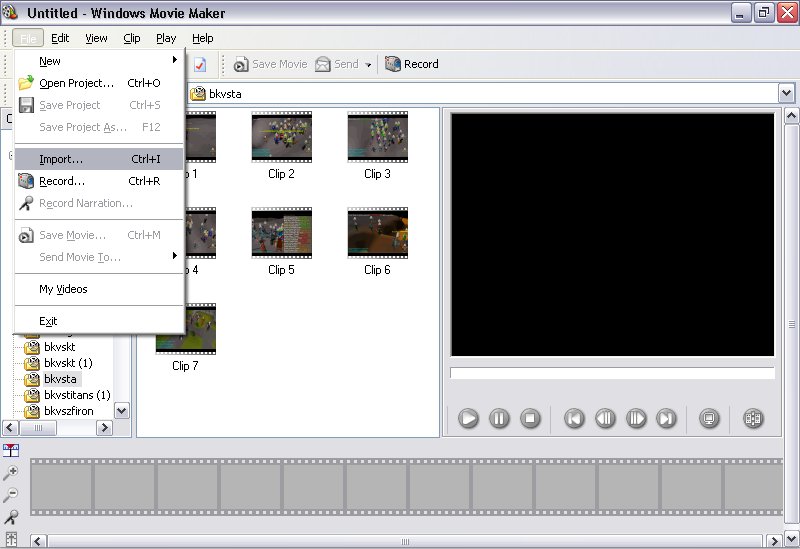 Untitled - Windows Movie Maker
File Edit View Clip Play Help
Save Movie Send Record
New
Open Project... Ctrl+O
Save Project Ctrl+S
Save Project As... F12
Import... Ctrl+I
Record... Ctrl+R
Record Narration...
Save Movie... Ctrl+M
Send Movie To...
My Videos
Exit
bkvsta
1 Clip 2 Clip 3
4 Clip 5 Clip 6
Clip 7
bkvskt
bkvskt (1)
bkvsta
bkvstitans (1)
bkvszfiron